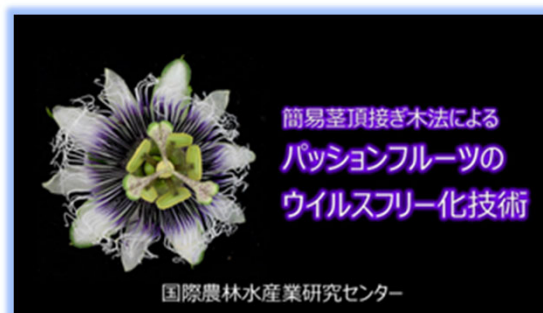 簡易茎頂接ぎ木法による
パッションフルーツの
ウイルスフリー化技術
国際農林水産業研究センター